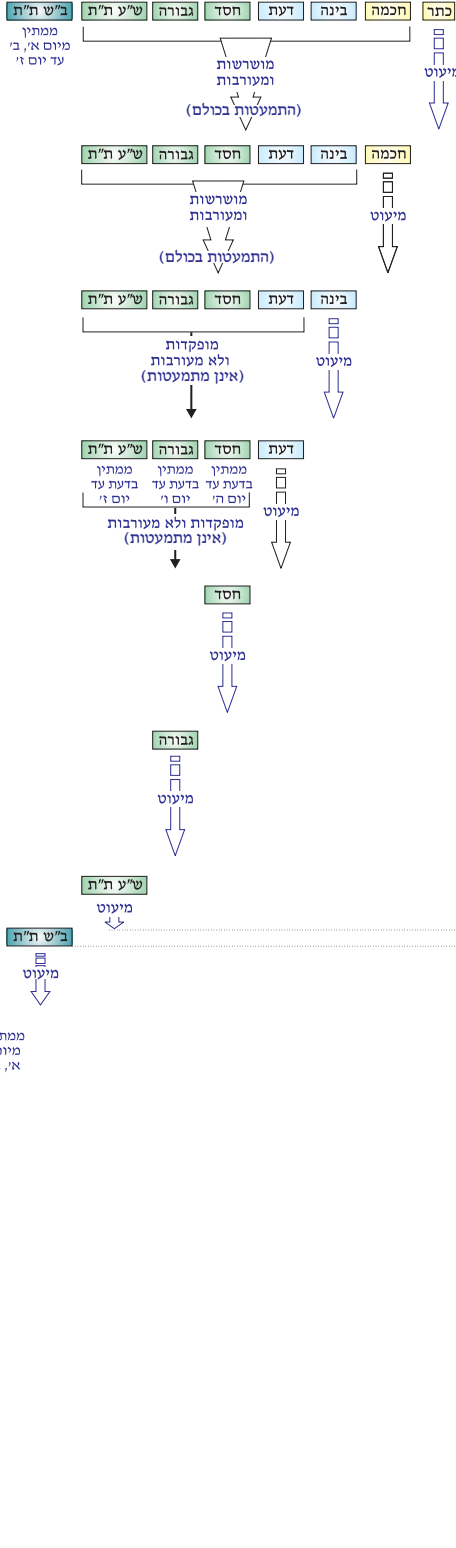 כתר חכמה בינה דעת חסד גבורה ש"ע ת"ת ב"ש ת"ת
ממתין
מיום א', ב'
עד יום ז'
מושרשות
ומעורבות
(התמעטות בכולם)
מיעוט
חכמה בינה דעת חסד גבורה ש"ע ת"ת
מושרשות
ומעורבות
(התמעטות בכולם)
מיעוט
בינה דעת חסד גבורה ש"ע ת"ת
מופקדות
ולא מעורבות
(אינן מתמעטות)
מיעוט
דעת חסד גבורה ש"ע ת"ת
ממתין
בדעת עד
יום ה'
ממתין
בדעת עד
יום ו'
ממתין
בדעת עד
יום ז'
מיעוט
מופקדות ולא מעורבות
(אינן מתמעטות)
חסד
מיעוט
גבורה
מיעוט
ש"ע ת"ת
מיעוט
ב"ש ת"ת
מיעוט
א',